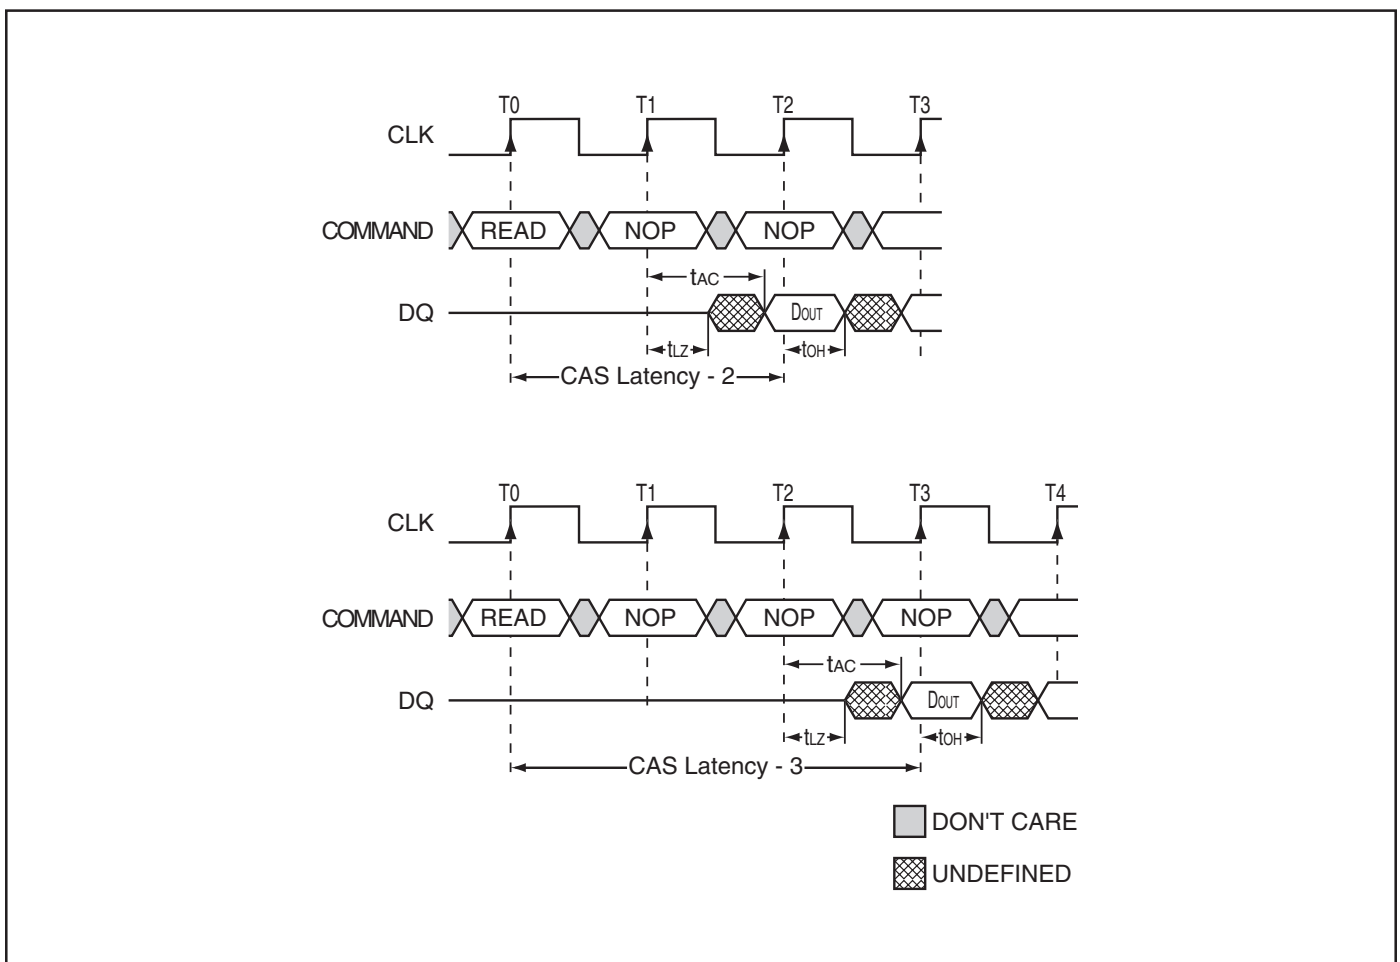 T0 T1 T2 T3
CLK
COMMAND READ NOP NOP
tAC
DQ DOUT
tLZ tOH
CAS Latency - 2
T0 T1 T2 T3 T4
CLK
COMMAND READ NOP NOP NOP
tAC
DQ DOUT
tLZ tOH
CAS Latency - 3
DON'T CARE
UNDEFINED